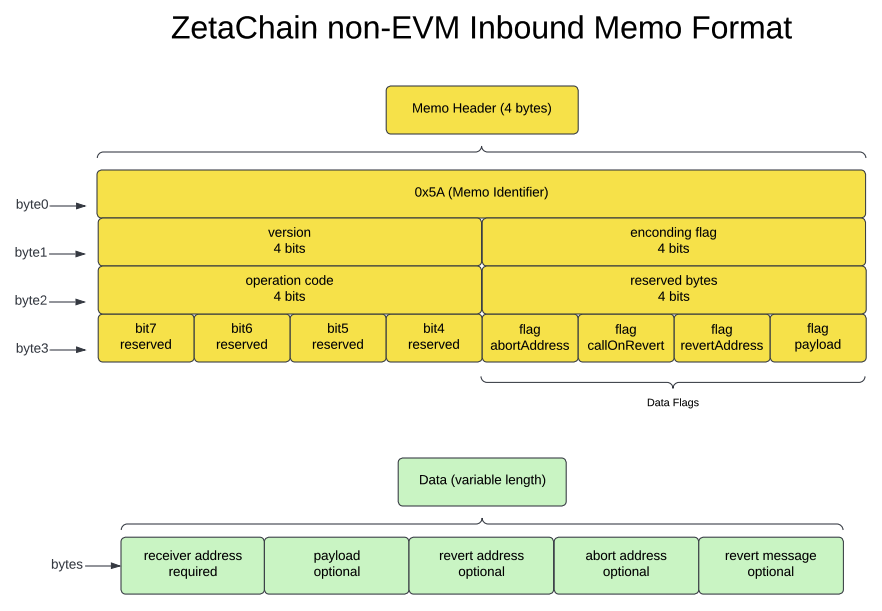 ZetaChain non-EVM Inbound Memo Format
Memo Header (4 bytes)
byte0
0x5A (Memo Identifier)
byte1
version
4 bits
enconding flag
4 bits
byte2
operation code
4 bits
reserved bytes
4 bits
byte3
bit7
reserved
bit6
reserved
bit5
reserved
bit4
reserved
flag
abortAddress
flag
callOnRevert
flag
revertAddress
flag
payload
Data Flags
Data (variable length)
bytes
receiver address
required
payload
optional
revert address
optional
abort address
optional
revert message
optional